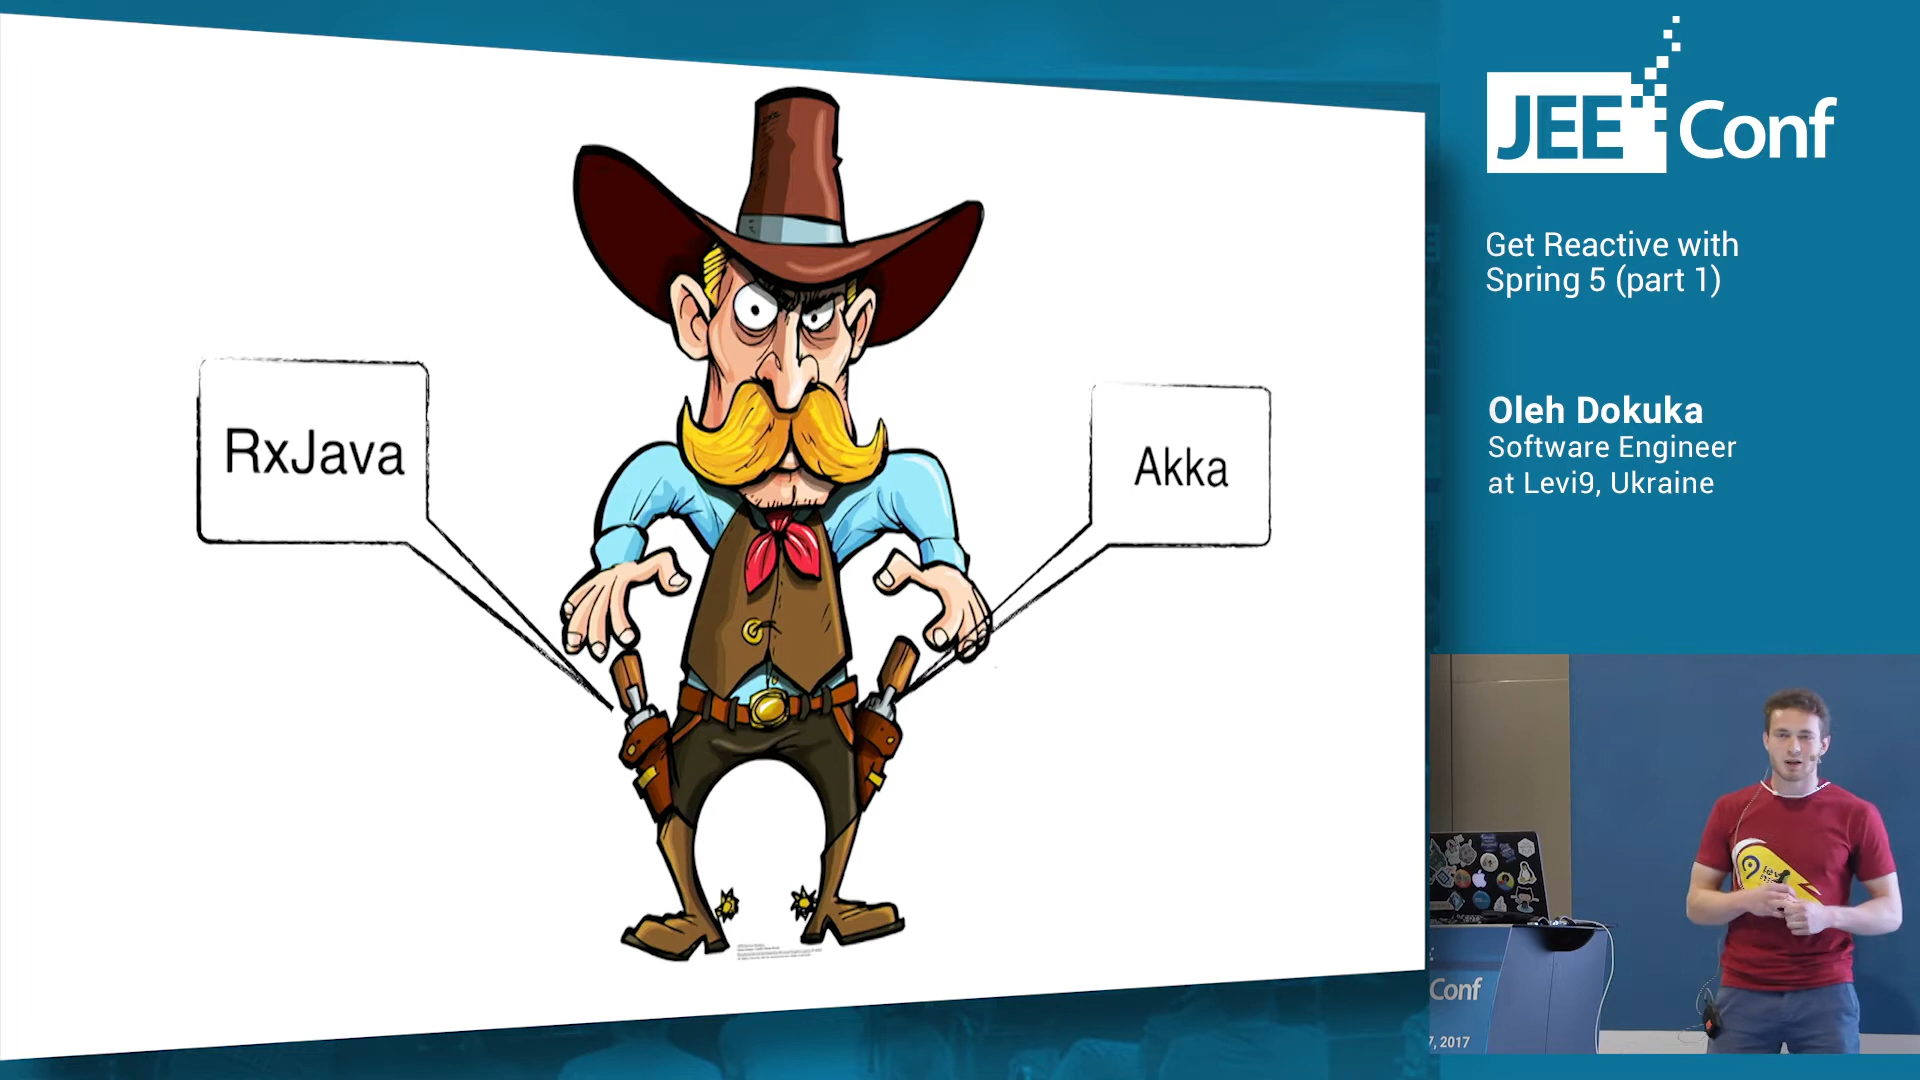 RxJava
Akka
JEE Conf
Get Reactive with
Spring 5 (part 1)
Oleh Dokuka
Software Engineer
at Levi9, Ukraine
Conf
7, 2017